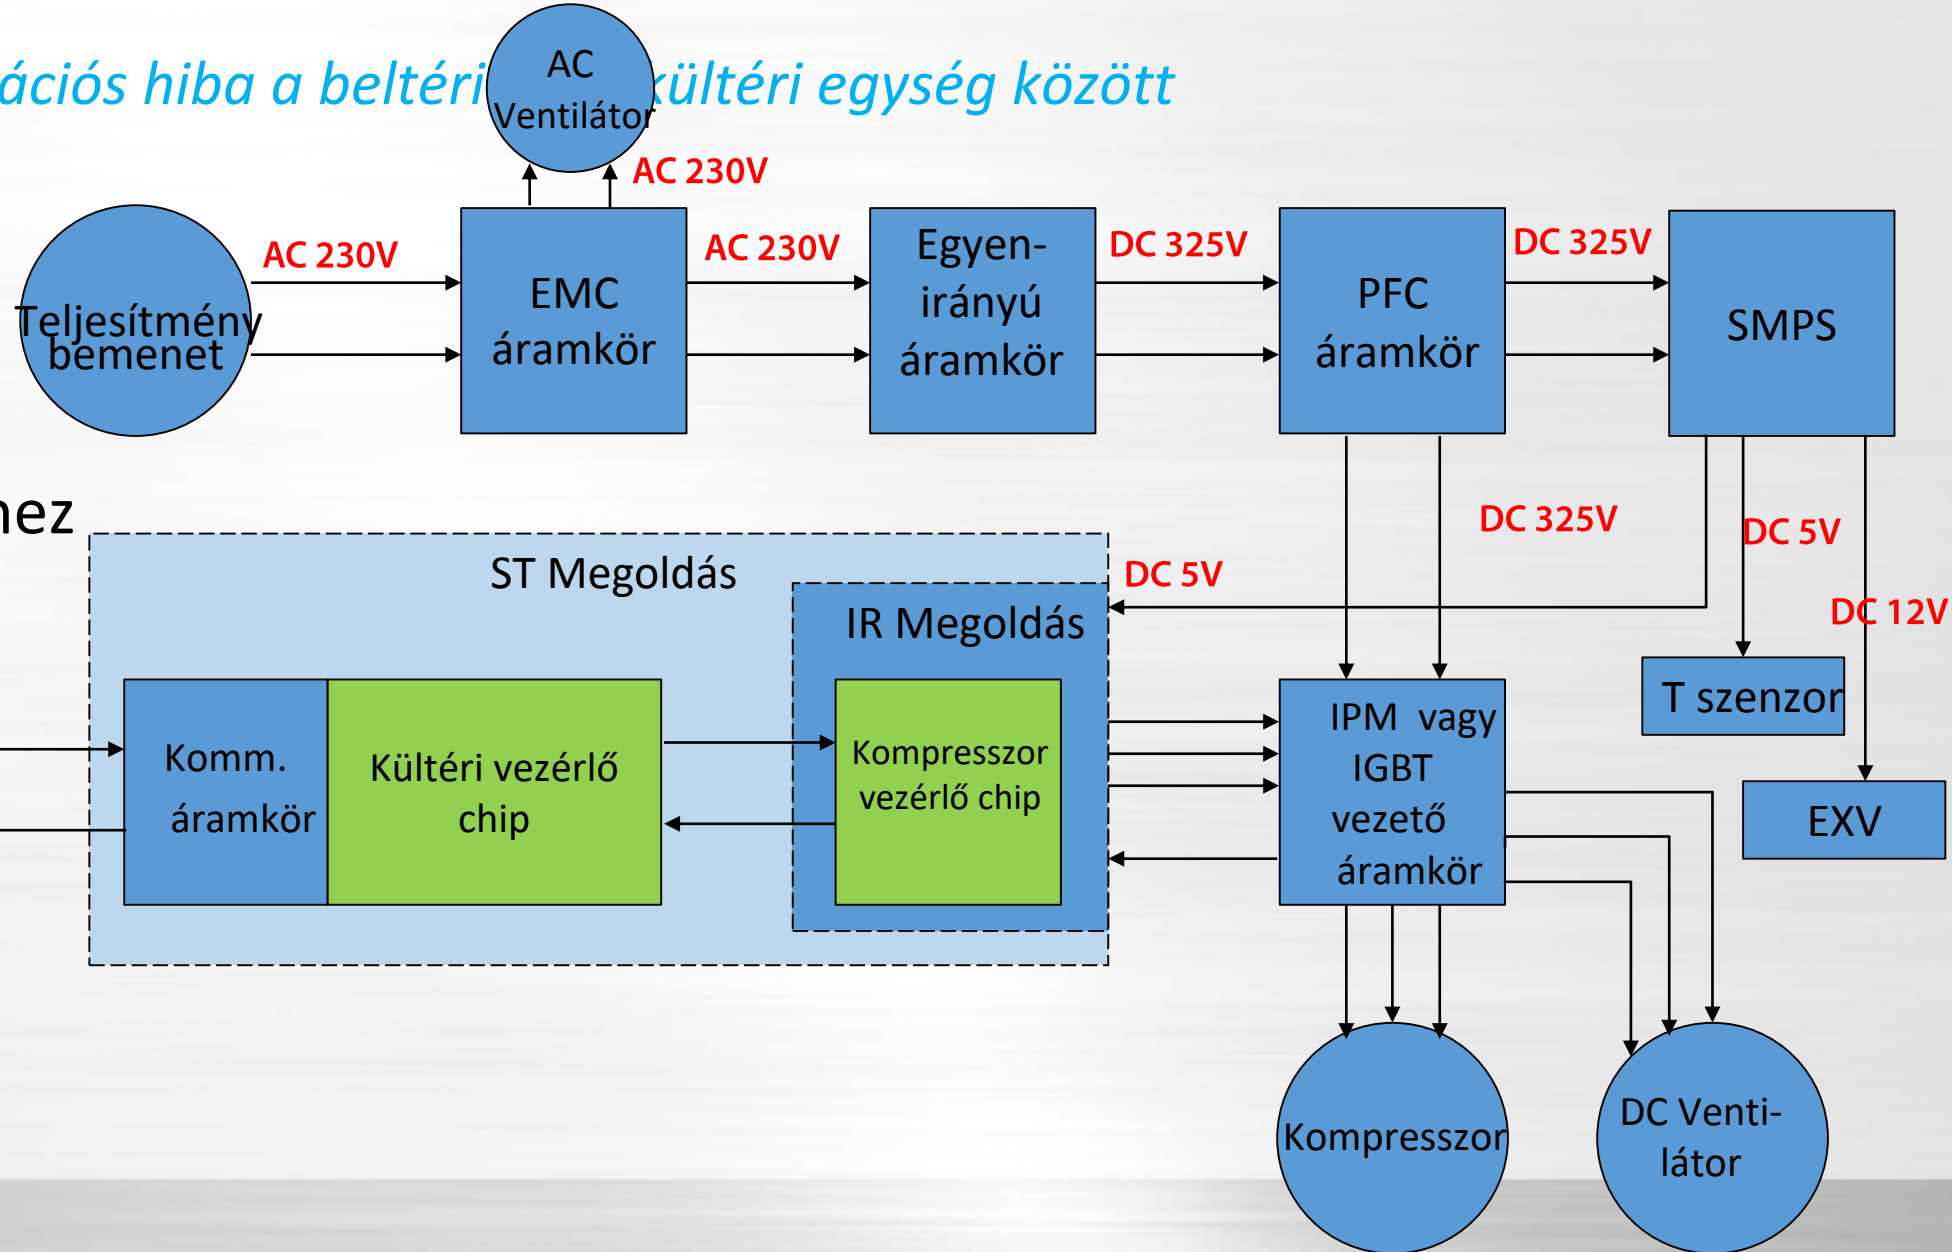 ációs hiba a beltéri
kültéri egység között
AC
Ventilátor
AC 230V
Teljesítmény
bemenet
AC 230V
EMC
áramkör
AC 230V
Egyen-
irányú
áramkör
DC 325V
PFC
áramkör
DC 325V
SMPS
hez
DC 325V
DC 5V
DC 12V
ST Megoldás
DC 5V
IR Megoldás
T szenzor
EXV
Komm.
áramkör
Kültéri vezérlő
chip
Kompresszor
vezérlő chip
IPM vagy
IGBT
vezető
áramkör
Kompresszor
DC Venti-
látor